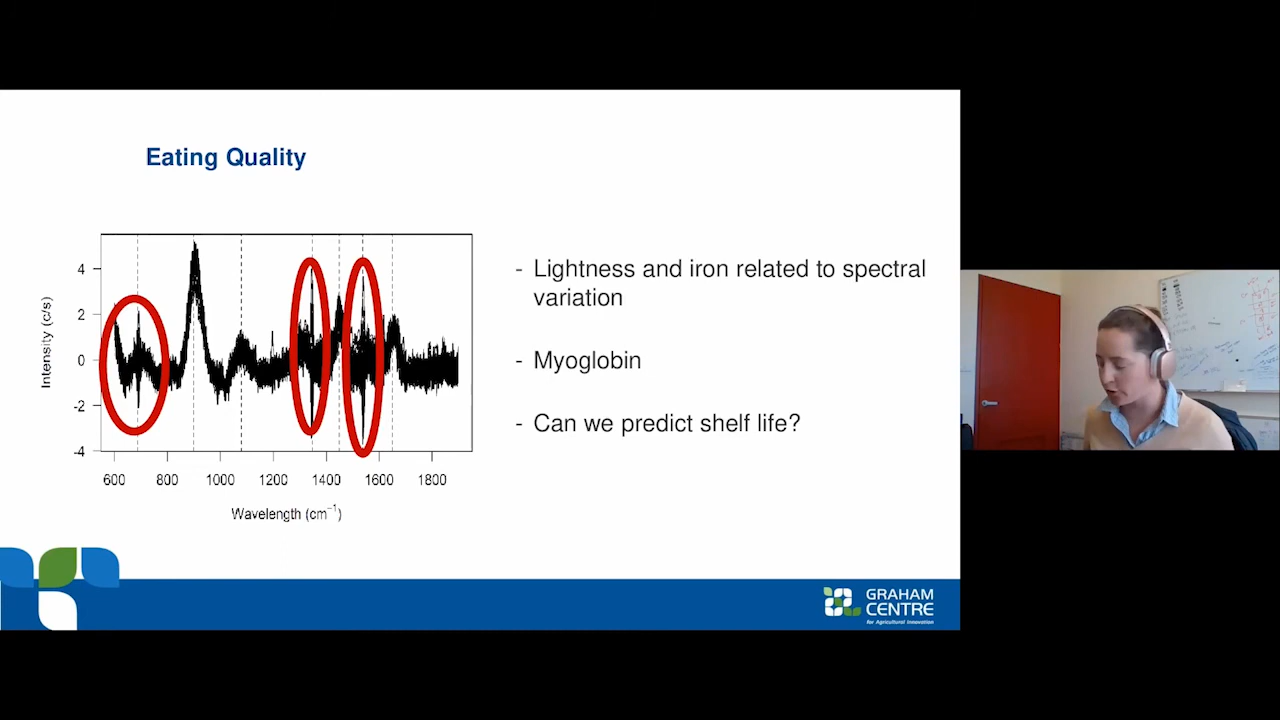 Eating Quality
Intensity (c/s)
4
2
0
-2
-4
600 800 1000 1200 1400 1600 1800
Wavelength (cm⁻¹)
- Lightness and iron related to spectral
variation
- Myoglobin
- Can we predict shelf life?
GRAHAM
CENTRE
for Agricultural Innovation